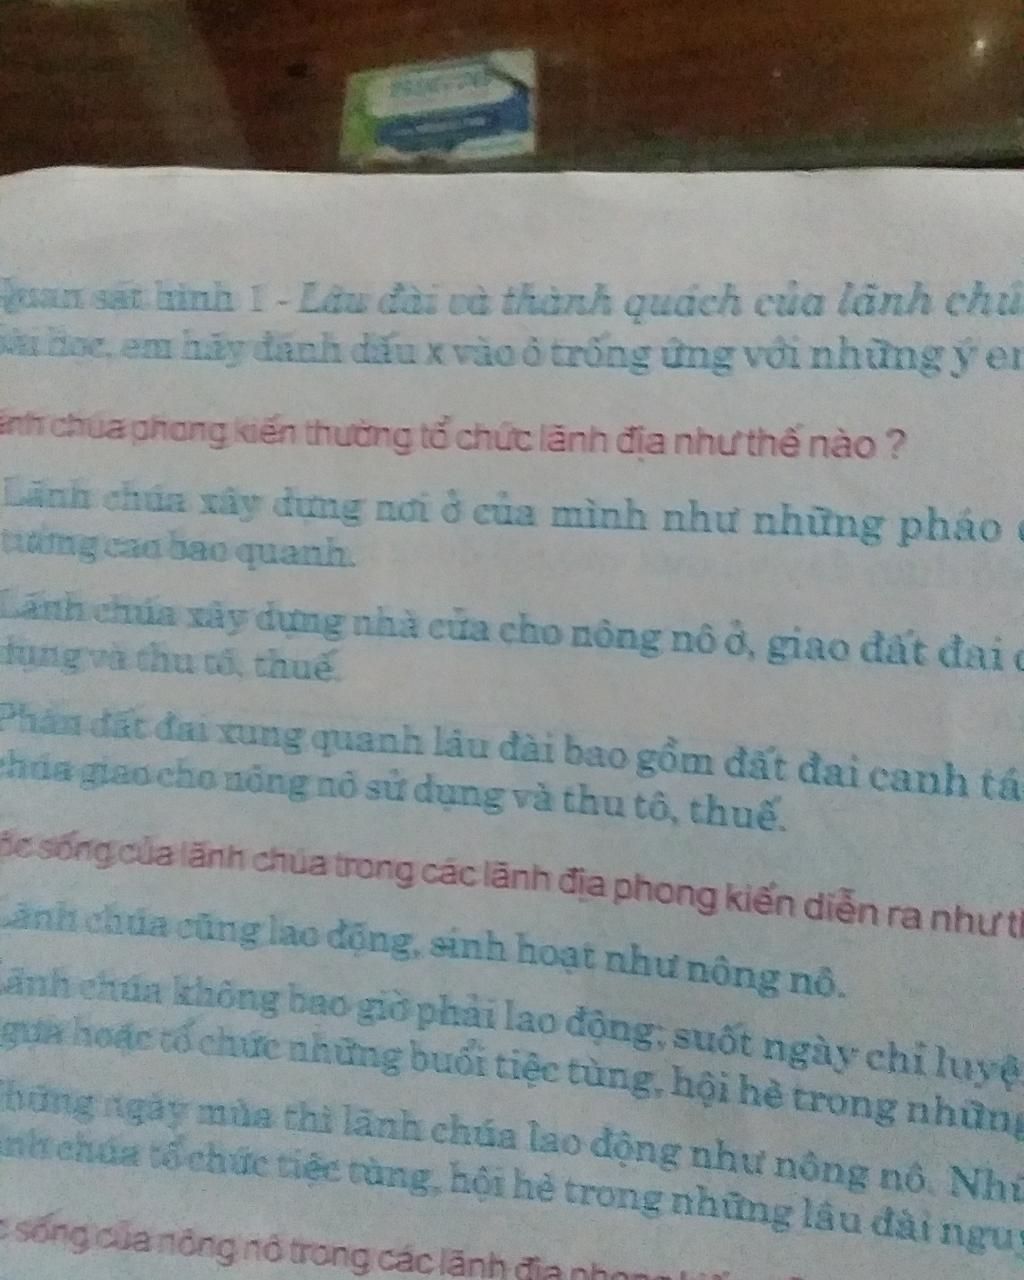 Quan sát hình 1 - Lâu đài và thành quách của lãnh
bài học, em hãy đánh dấu x vào ô trống ứng với những ý
chúa phong kiến thường tổ chức lãnh địa như thế nào ?
Lãnh chúa xây dựng nơi ở của mình như những pháo
tường cao bao quanh.
Lãnh chúa xây dựng nhà cửa cho nông nô ở, giao đất đai
dụng và thu tô, thuế.
Phần đất đai xung quanh lâu đài bao gồm đất đai canh
chúa giao cho nông nô sử dụng và thu tô, thuế.
sống của lãnh chúa trong các lãnh địa phong kiến diễn ra như
Lãnh chúa cũng lao động, sinh hoạt như nông nô.
Lãnh chúa không bao giờ phải lao động; suốt ngày chỉ
hoặc tổ chức những buổi tiệc tùng, hội hè trong những
Những ngày mùa thì lãnh chúa lao động như nông nô.
chúa tổ chức tiệc tùng, hội hè trong những lâu đài
sống của nông nô trong các lãnh địa